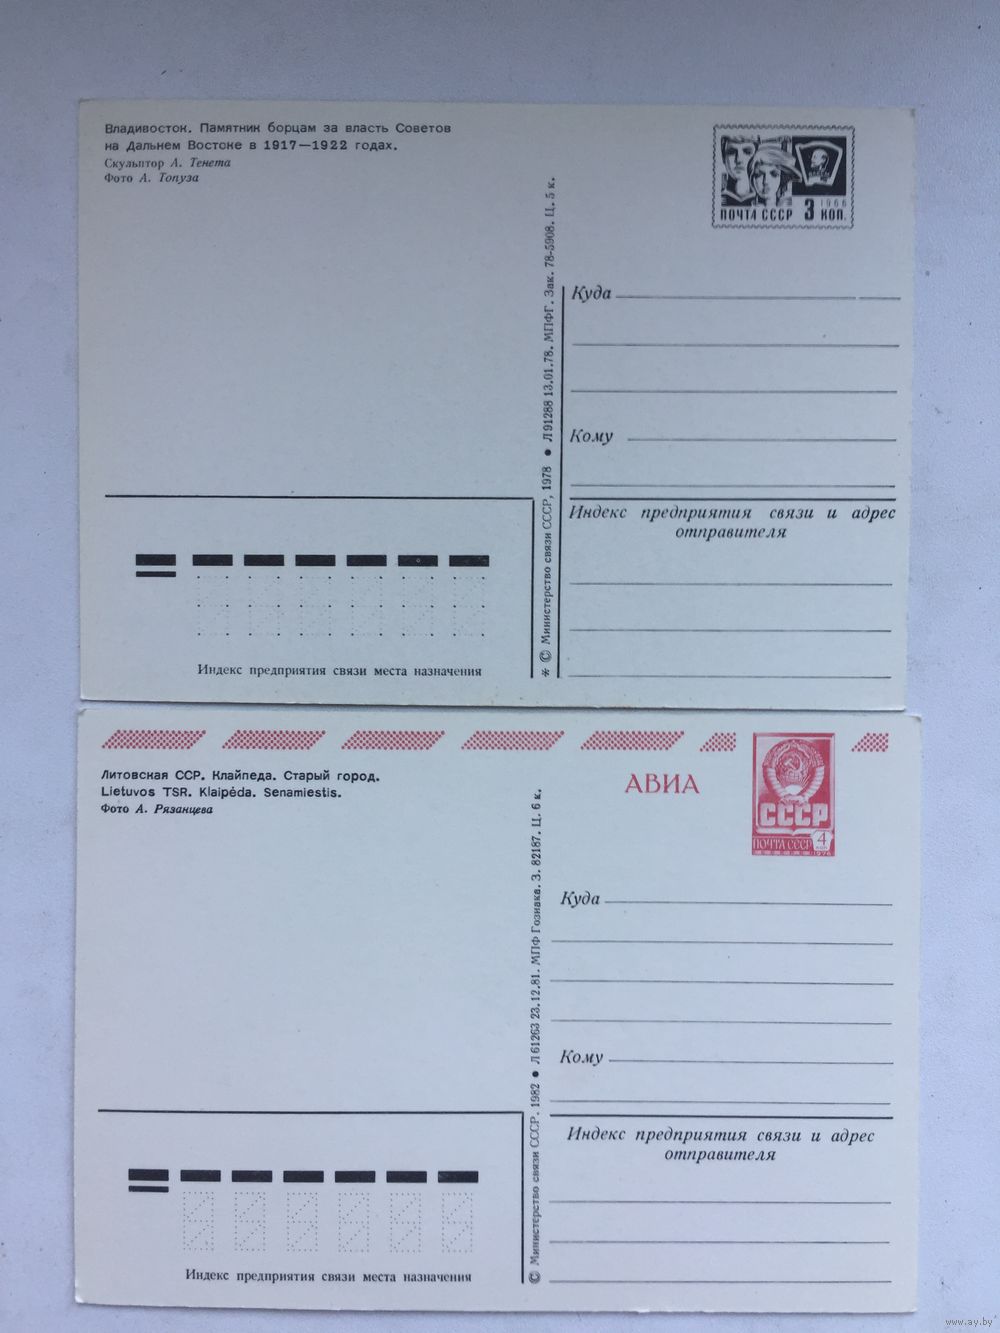 Владивосток. Памятник борцам за власть Советов
на Дальнем Востоке в 1917—1922 годах.
Скульптор А. Тенета
Фото А. Топуза
1966
ПОЧТА СССР 3 КОП.
Куда
Кому
Индекс предприятия связи и адрес
отправителя
Индекс предприятия связи места назначения
* © Министерство связи СССР, 1978 ● Л 91288 13.01.78. МПФГ. Зак. 78-5908. Ц. 5 к.
Литовская ССР. Клайпеда. Старый город.
Lietuvos TSR. Klaipėda. Senamiestis.
Фото А. Рязанцева
АВИА
СССР
ПОЧТА СССР 4
1976
Куда
Кому
Индекс предприятия связи и адрес
отправителя
Индекс предприятия связи места назначения
© Министерство связи СССР. 1982 ● Л 61263 23.12.81. МПФ Гознака. З. 82187. Ц. 6 к.
www.ay.by